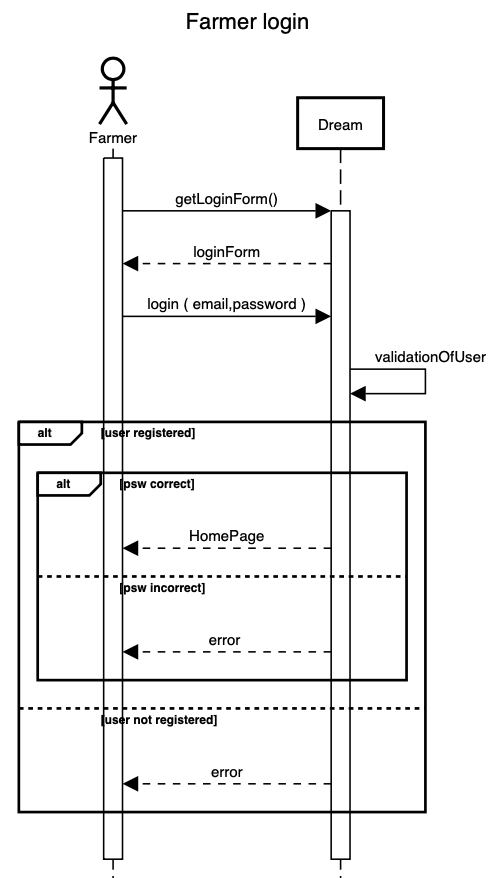 Farmer login
Farmer
Dream
getLoginForm()
loginForm
login ( email,password )
validationOfUser
alt [user registered]
alt [psw correct]
HomePage
[psw incorrect]
error
[user not registered]
error